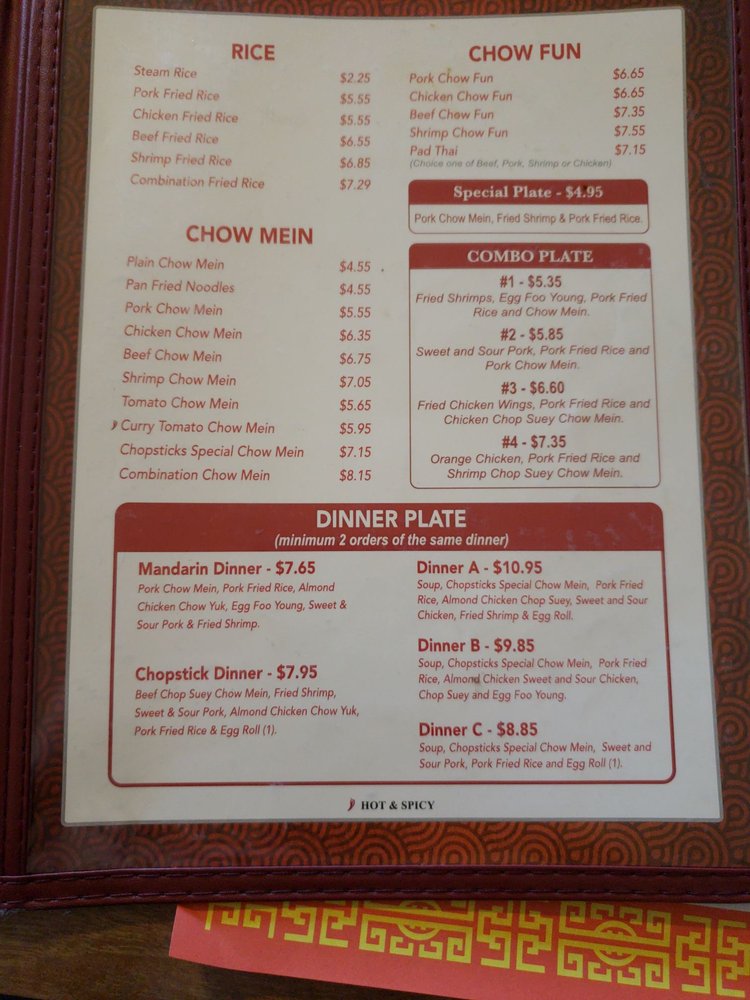 RICE
Steam Rice $2.25
Pork Fried Rice $5.55
Chicken Fried Rice $5.55
Beef Fried Rice $6.55
Shrimp Fried Rice $6.85
Combination Fried Rice $7.29
CHOW MEIN
Plain Chow Mein $4.55
Pan Fried Noodles $4.55
Pork Chow Mein $5.55
Chicken Chow Mein $6.35
Beef Chow Mein $6.75
Shrimp Chow Mein $7.05
Tomato Chow Mein $5.65
Curry Tomato Chow Mein $5.95
Chopsticks Special Chow Mein $7.15
Combination Chow Mein $8.15
CHOW FUN
Pork Chow Fun $6.65
Chicken Chow Fun $6.65
Beef Chow Fun $7.35
Shrimp Chow Fun $7.55
Pad Thai $7.15
(Choice one of Beef, Pork, Shrimp or Chicken)
Special Plate - $4.95
Pork Chow Mein, Fried Shrimp & Pork Fried Rice.
COMBO PLATE
#1 - $5.35
Fried Shrimps, Egg Foo Young, Pork Fried
Rice and Chow Mein.
#2 - $5.85
Sweet and Sour Pork, Pork Fried Rice and
Pork Chow Mein.
#3 - $6.60
Fried Chicken Wings, Pork Fried Rice and
Chicken Chop Suey Chow Mein.
#4 - $7.35
Orange Chicken, Pork Fried Rice and
Shrimp Chop Suey Chow Mein.
DINNER PLATE
(minimum 2 orders of the same dinner)
Mandarin Dinner - $7.65
Pork Chow Mein, Pork Fried Rice, Almond
Chicken Chow Yuk, Egg Foo Young, Sweet &
Sour Pork & Fried Shrimp.
Chopstick Dinner - $7.95
Beef Chop Suey Chow Mein, Fried Shrimp,
Sweet & Sour Pork, Almond Chicken Chow Yuk,
Pork Fried Rice & Egg Roll (1).
Dinner A - $10.95
Soup, Chopsticks Special Chow Mein, Pork Fried
Rice, Almond Chicken Chop Suey, Sweet and Sour
Chicken, Fried Shrimp & Egg Roll.
Dinner B - $9.85
Soup, Chopsticks Special Chow Mein, Pork Fried
Rice, Almond Chicken Sweet and Sour Chicken,
Chop Suey and Egg Foo Young.
Dinner C - $8.85
Soup, Chopsticks Special Chow Mein, Sweet and
Sour Pork, Pork Fried Rice and Egg Roll (1).
HOT & SPICY